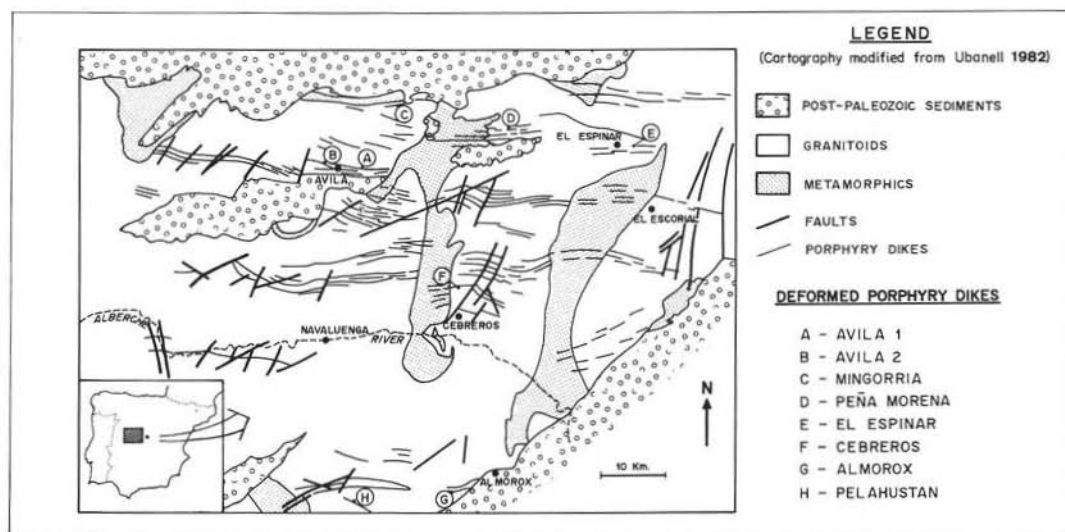 C
D
E
EL ESPINAR
B
A
AVILA
EL ESCORIAL
F
CEBREROS
ALBERCHE
NAVALUENGA
RIVER
N
10 Km.
ALMOROX
G
H
LEGEND
(Cartography modified from Ubanell 1982)
POST-PALEOZOIC SEDIMENTS
GRANITOIDS
METAMORPHICS
FAULTS
PORPHYRY DIKES
DEFORMED PORPHYRY DIKES
A - AVILA 1
B - AVILA 2
C - MINGORRIA
D - PEÑA MORENA
E - EL ESPINAR
F - CEBREROS
G - ALMOROX
H - PELAHUSTAN